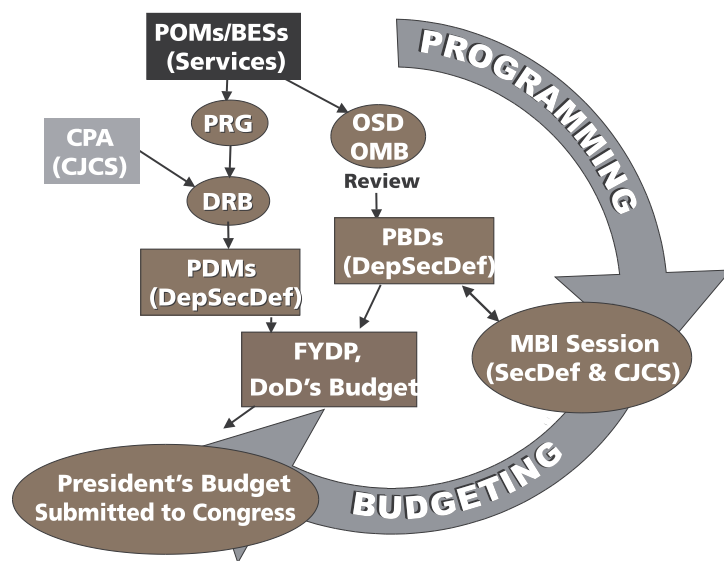 POMs/BESs
(Services)
PROGRAMMING
PRG
OSD
OMB
Review
CPA
(CJCS)
DRB
PDMs
(DepSecDef)
PBDs
(DepSecDef)
FYDP,
DoD's Budget
MBI Session
(SecDef & CJCS)
President's Budget
Submitted to Congress
BUDGETING